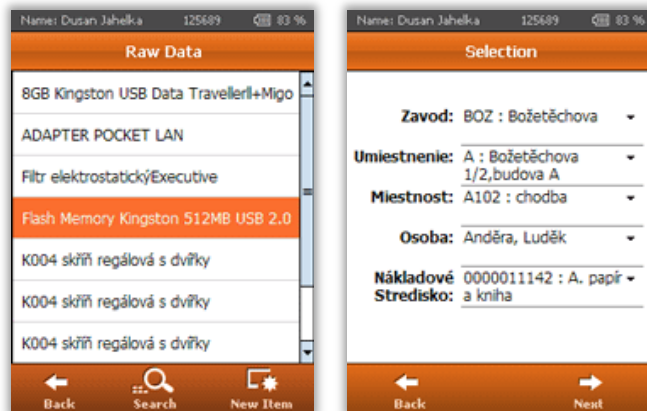 Name: Dusan Jahelka 125689 83 %
Raw Data
8GB Kingston USB Data TravellerII+Migo
ADAPTER POCKET LAN
Filtr elektrostatickýExecutive
Flash Memory Kingston 512MB USB 2.0
K004 skříň regálová s dvířky
K004 skříň regálová s dvířky
K004 skříň regálová s dvířky
Back Search New Item
Name: Dusan Jahelka 125689 83 %
Selection
Zavod: BOZ : Božetěchova
Umiestnenie: A : Božetěchova
1/2,budova A
Miestnost: A102 : chodba
Osoba: Anděra, Luděk
Nákladové 0000011142 : A. papír
Stredisko: a kniha
Back Next